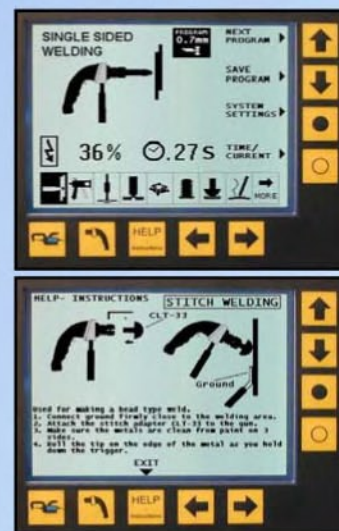 SINGLE SIDED
WELDING
PROGRAM
0.7mm
NEXT
PROGRAM
SAVE
PROGRAM
SYSTEM
SETTINGS
36% .27s TIME/
CURRENT
MORE
HELP
HELP- INSTRUCTIONS STITCH WELDING
CLT-33
Ground
Used for making a bead type weld.
1. Connect ground firmly close to the welding area.
2. Attach the stitch adapter (LT-33 to the gun.
3. Make sure the metals are clean from paint on 3
sides.
4. Roll the tip on the edge of the metal as you hold
down the trigger.
EXIT
HELP